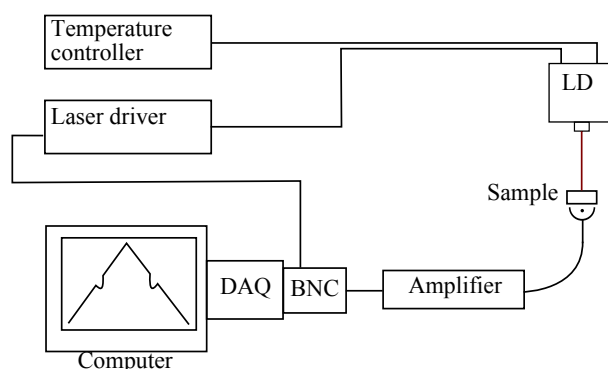 Temperature
controller
LD
Laser driver
Sample
DAQ
BNC
Amplifier
Computer